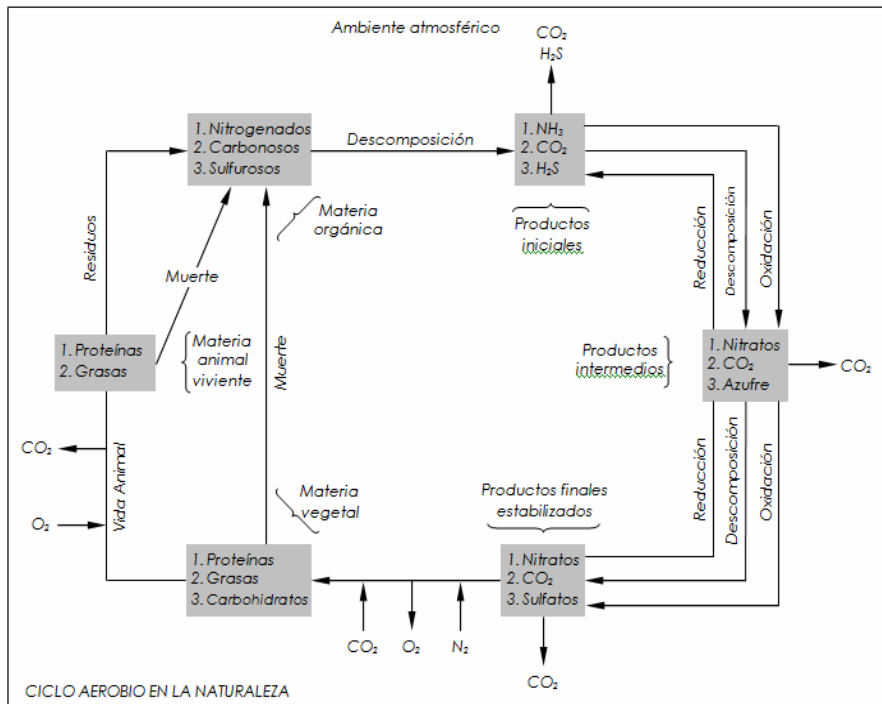 Ambiente atmosférico
CO₂
H₂S
1. Nitrogenados
2. Carbonosos
3. Sulfurosos
Descomposición
1. NH₃
2. CO₂
3. H₂S
Materia
orgánica
Productos
iniciales
Residuos
Muerte
Reducción
Descomposición
Oxidación
1. Proteínas
2. Grasas
Materia
animal
viviente
Muerte
Productos
intermedios
1. Nitratos
2. CO₂
3. Azufre
CO₂
CO₂
O₂
Vida Animal
Materia
vegetal
Productos finales
estabilizados
Reducción
Descomposición
Oxidación
1. Proteínas
2. Grasas
3. Carbohidratos
1. Nitratos
2. CO₂
3. Sulfatos
CO₂
O₂
N₂
CO₂
CICLO AEROBIO EN LA NATURALEZA